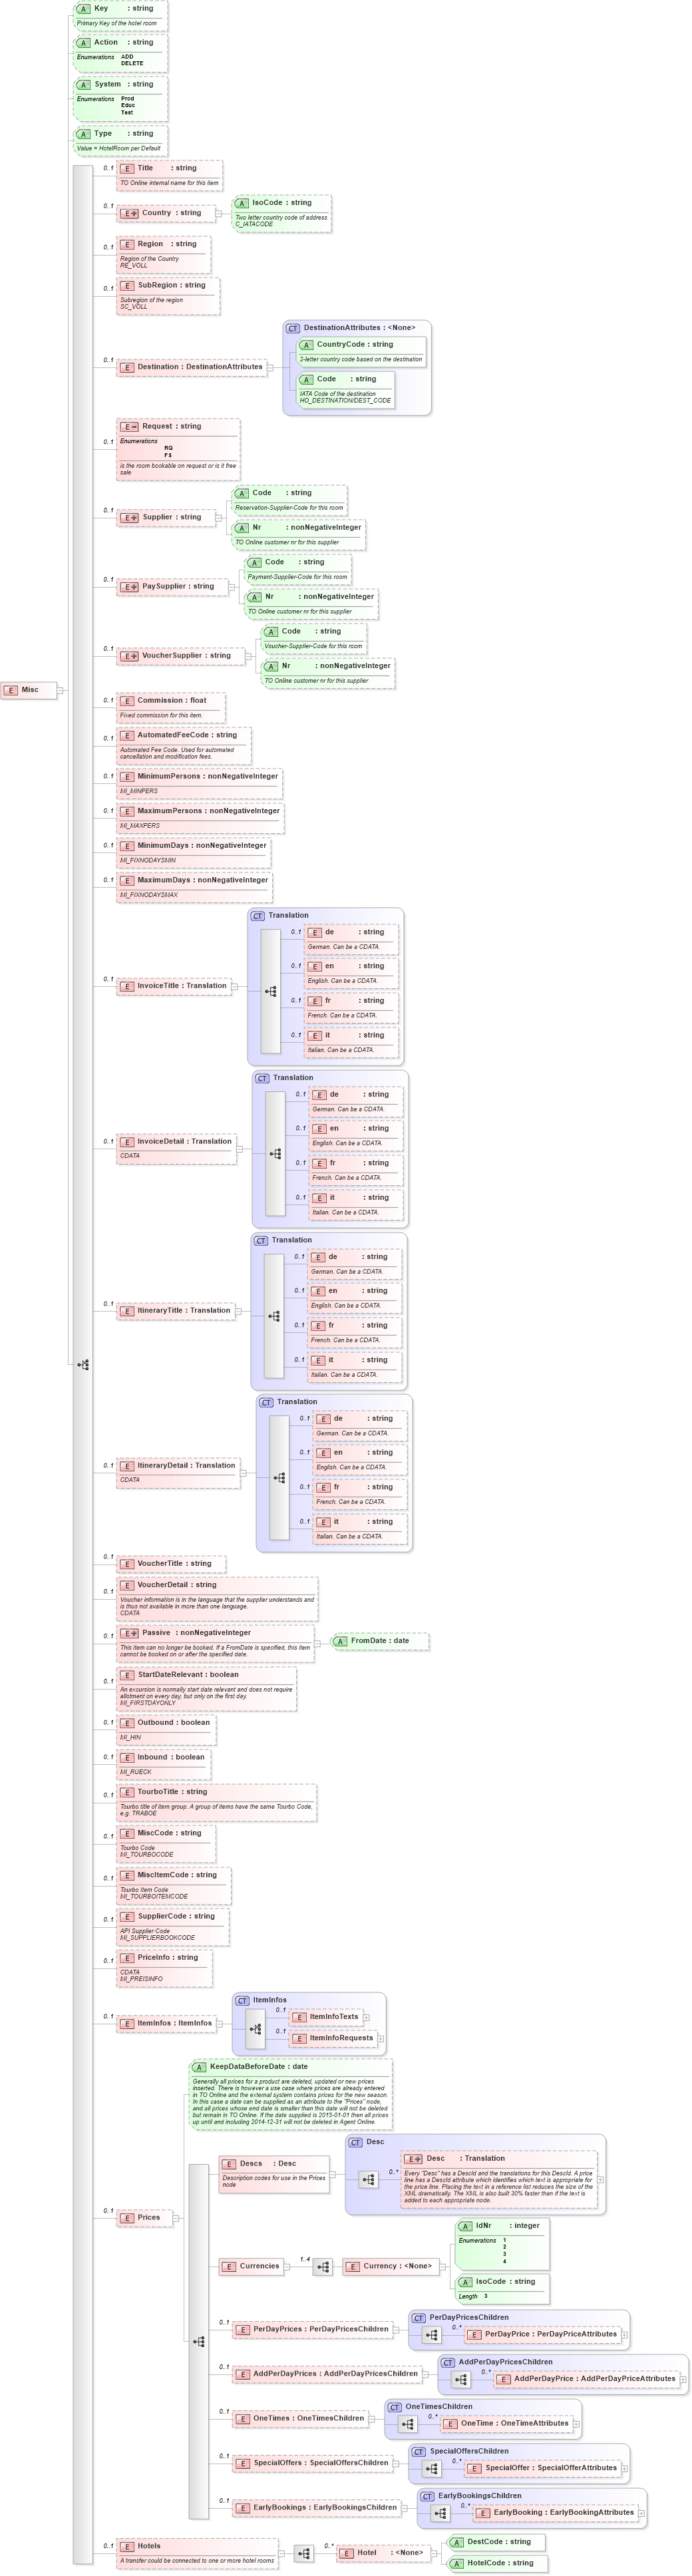 A Key : string
Primary Key of the hotel room
A Action : string
Enumerations ADD
DELETE
A System : string
Enumerations Prod
Educ
Test
A Type : string
Value = HotelRoom per Default
0..1 E Title : string
TO Online internal name for this item
0..1 E Country : string
A IsoCode : string
Two letter country code of address
C_IATACODE
0..1 E Region : string
Region of the Country
RE_VOLL
0..1 E SubRegion : string
Subregion of the region
SC_VOLL
CT DestinationAttributes : <None>
A CountryCode : string
2-letter country code based on the destination
0..1 E Destination : DestinationAttributes
A Code : string
IATA Code of the destination
HO_DESTINATION/DEST_CODE
0..1 E Request : string
Enumerations
RQ
FS
is the room bookable on request or is it free
sale
0..1 E Supplier : string
A Code : string
Reservation-Supplier-Code for this room
A Nr : nonNegativeInteger
TO Online customer nr for this supplier
0..1 E PaySupplier : string
A Code : string
Payment-Supplier-Code for this room
A Nr : nonNegativeInteger
TO Online customer nr for this supplier
0..1 E VoucherSupplier : string
A Code : string
Voucher-Supplier-Code for this room
A Nr : nonNegativeInteger
TO Online customer nr for this supplier
E Misc
0..1 E Commission : float
Fixed commission for this item.
0..1 E AutomatedFeeCode : string
Automated Fee Code. Used for automated
cancellation and modification fees.
0..1 E MinimumPersons : nonNegativeInteger
MI_MINPERS
0..1 E MaximumPersons : nonNegativeInteger
MI_MAXPERS
0..1 E MinimumDays : nonNegativeInteger
MI_FIXNODAYSMIN
0..1 E MaximumDays : nonNegativeInteger
MI_FIXNODAYSMAX
0..1 E InvoiceTitle : Translation
CT Translation
0..1 E de : string
German. Can be a CDATA.
0..1 E en : string
English. Can be a CDATA.
0..1 E fr : string
French. Can be a CDATA.
0..1 E it : string
Italian. Can be a CDATA.
0..1 E InvoiceDetail : Translation
CDATA
CT Translation
0..1 E de : string
German. Can be a CDATA.
0..1 E en : string
English. Can be a CDATA.
0..1 E fr : string
French. Can be a CDATA.
0..1 E it : string
Italian. Can be a CDATA.
0..1 E ItineraryTitle : Translation
CT Translation
0..1 E de : string
German. Can be a CDATA.
0..1 E en : string
English. Can be a CDATA.
0..1 E fr : string
French. Can be a CDATA.
0..1 E it : string
Italian. Can be a CDATA.
0..1 E ItineraryDetail : Translation
CDATA
CT Translation
0..1 E de : string
German. Can be a CDATA.
0..1 E en : string
English. Can be a CDATA.
0..1 E fr : string
French. Can be a CDATA.
0..1 E it : string
Italian. Can be a CDATA.
0..1 E VoucherTitle : string
0..1 E VoucherDetail : string
Voucher information is in the language that the supplier understands and
is thus not available in more than one language.
CDATA
0..1 E Passive : nonNegativeInteger
This item can no longer be booked. If a FromDate is specified, this item
cannot be booked on or after the specified date.
A FromDate : date
0..1 E StartDateRelevant : boolean
An excursion is normally start date relevant and does not require
allotment on every day, but only on the first day.
MI_FIRSTDAYONLY
0..1 E Outbound : boolean
MI_HIN
0..1 E Inbound : boolean
MI_RUECK
0..1 E TourboTitle : string
Tourbo title of item group. A group of items have the same Tourbo Code,
e.g. TRABOE
0..1 E MiscCode : string
Tourbo Code
MI_TOURBOCODE
0..1 E MiscItemCode : string
Tourbo Item Code
MI_TOURBOITEMCODE
0..1 E SupplierCode : string
API Supplier Code
MI_SUPPLIERBOOKCODE
0..1 E PriceInfo : string
CDATA
MI_PREISINFO
0..1 E ItemInfos : ItemInfos
CT ItemInfos
0..1 E ItemInfoTexts
0..1 E ItemInfoRequests
A KeepDataBeforeDate : date
Generally all prices for a product are deleted, updated or new prices
inserted. There is however a use case where prices are already entered
in TO Online and the external system contains prices for the new season.
In this case a date can be supplied as an attribute to the "Prices" node,
and all prices whose end date is smaller than this date will not be deleted
but remain in TO Online. If the date supplied is 2015-01-01 then all prices
up until and including 2014-12-31 will not be deleted in Agent Online.
0..1 E Prices
E Descs : Desc
Description codes for use in the Prices
node
CT Desc
0..* E Desc : Translation
Every "Desc" has a DescId and the translations for this DescId. A price
line has a DescId attribute which identifies which text is appropriate for
the price line. Placing the text in a reference list reduces the size of the
XML dramatically. The XML is also built 30% faster than if the text is
added to each appropriate node.
E Currencies
1..4 E Currency : <None>
A IdNr : integer
Enumerations 1
2
3
4
A IsoCode : string
Length 3
0..1 E PerDayPrices : PerDayPricesChildren
CT PerDayPricesChildren
0..* E PerDayPrice : PerDayPriceAttributes
0..1 E AddPerDayPrices : AddPerDayPricesChildren
CT AddPerDayPricesChildren
0..* E AddPerDayPrice : AddPerDayPriceAttributes
0..1 E OneTimes : OneTimesChildren
CT OneTimesChildren
0..* E OneTime : OneTimeAttributes
0..1 E SpecialOffers : SpecialOffersChildren
CT SpecialOffersChildren
0..* E SpecialOffer : SpecialOfferAttributes
0..1 E EarlyBookings : EarlyBookingsChildren
CT EarlyBookingsChildren
0..* E EarlyBooking : EarlyBookingAttributes
0..1 E Hotels
A transfer could be connected to one or more hotel rooms
0..* E Hotel : <None>
A DestCode : string
A HotelCode : string